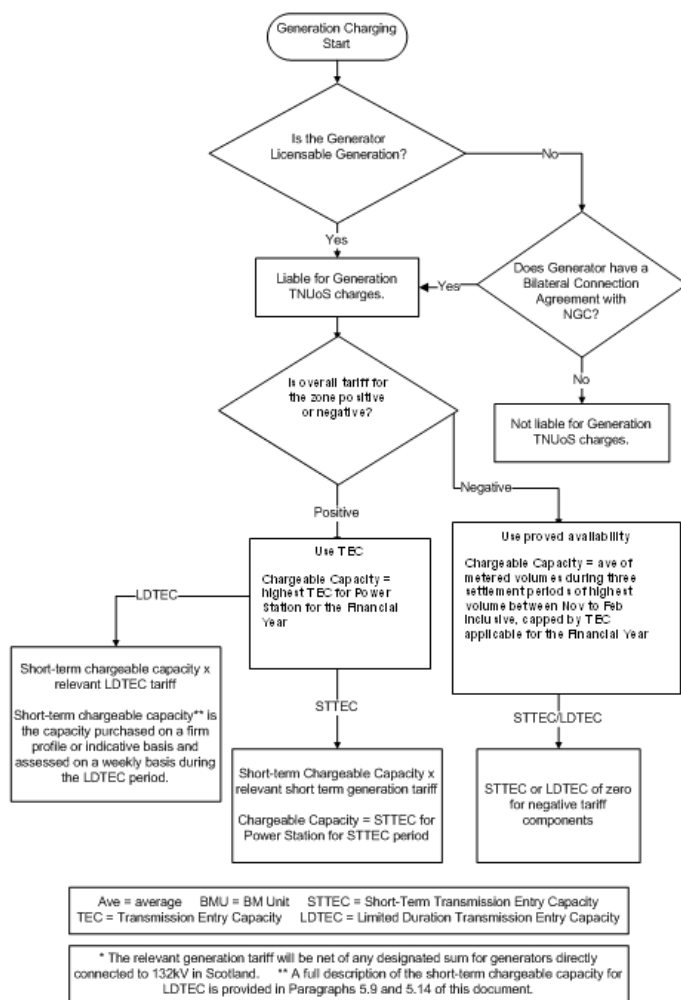 Generation Charging
Start
Is the Generator
Licensable Generation?
No
Yes
Liable for Generation
TNUoS charges.
Yes
Does Generator have a
Bilateral Connection
Agreement with
NGC?
No
Not liable for Generation
TNUoS charges.
Is overall tariff for
the zone positive
or negative?
Negative
Positive
Use TEC
Chargeable Capacity =
highest TEC for Power
Station for the Financial
Year
Use proved availability
Chargeable Capacity = ave of
metered volumes during three
settlement periods of highest
volume between Nov to Feb
inclusive, capped by TEC
applicable for the Financial Year
LDTEC
Short-term chargeable capacity x
relevant LDTEC tariff
Short-term chargeable capacity** is
the capacity purchased on a firm
profile or indicative basis and
assessed on a weekly basis during
the LDTEC period.
STTEC
Short-term Chargeable Capacity x
relevant short term generation tariff
Chargeable Capacity = STTEC for
Power Station for STTEC period
STTEC/LDTEC
STTEC or LDTEC of zero
for negative tariff
components
Ave = average BMU = BM Unit STTEC = Short-Term Transmission Entry Capacity
TEC = Transmission Entry Capacity LDTEC = Limited Duration Transmission Entry Capacity
* The relevant generation tariff will be net of any designated sum for generators directly
connected to 132kV in Scotland. ** A full description of the short-term chargeable capacity for
LDTEC is provided in Paragraphs 5.9 and 5.14 of this document.